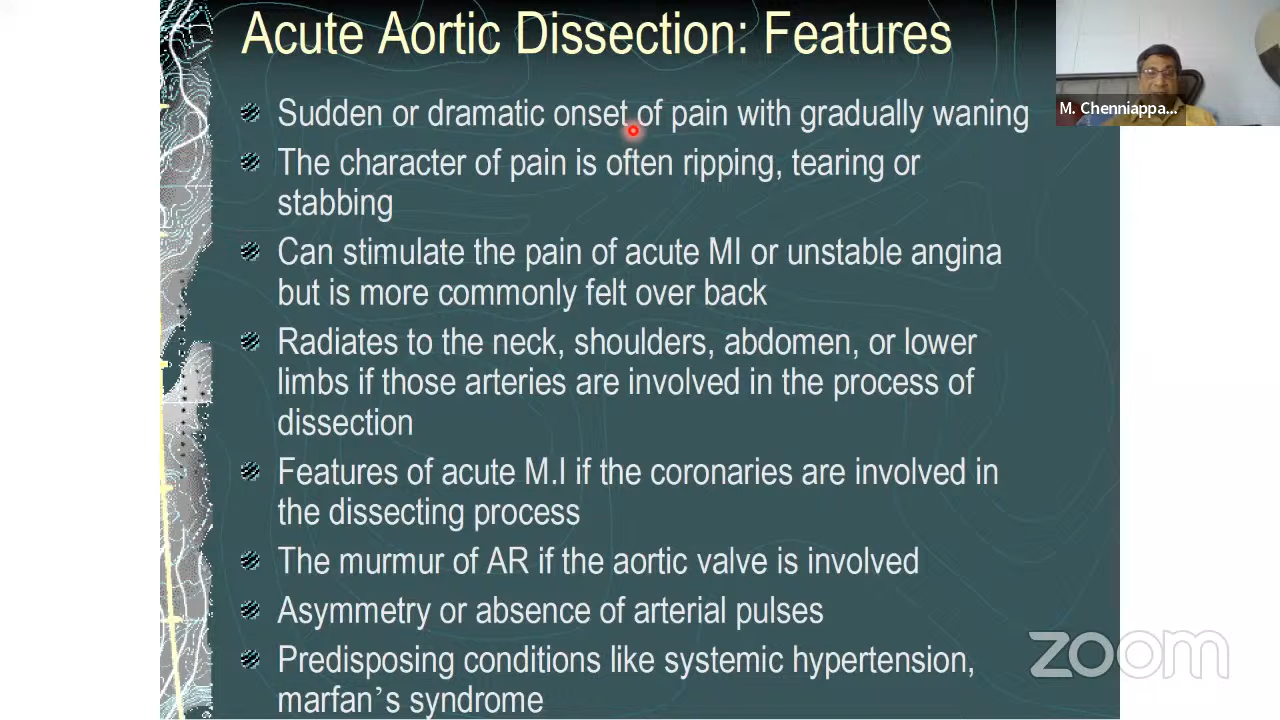 Acute Aortic Dissection: Features
M. Chenniappa...
Sudden or dramatic onset of pain with gradually waning
The character of pain is often ripping, tearing or
stabbing
Can stimulate the pain of acute MI or unstable angina
but is more commonly felt over back
Radiates to the neck, shoulders, abdomen, or lower
limbs if those arteries are involved in the process of
dissection
Features of acute M.I if the coronaries are involved in
the dissecting process
The murmur of AR if the aortic valve is involved
Asymmetry or absence of arterial pulses
Predisposing conditions like systemic hypertension,
marfan’s syndrome
zoom